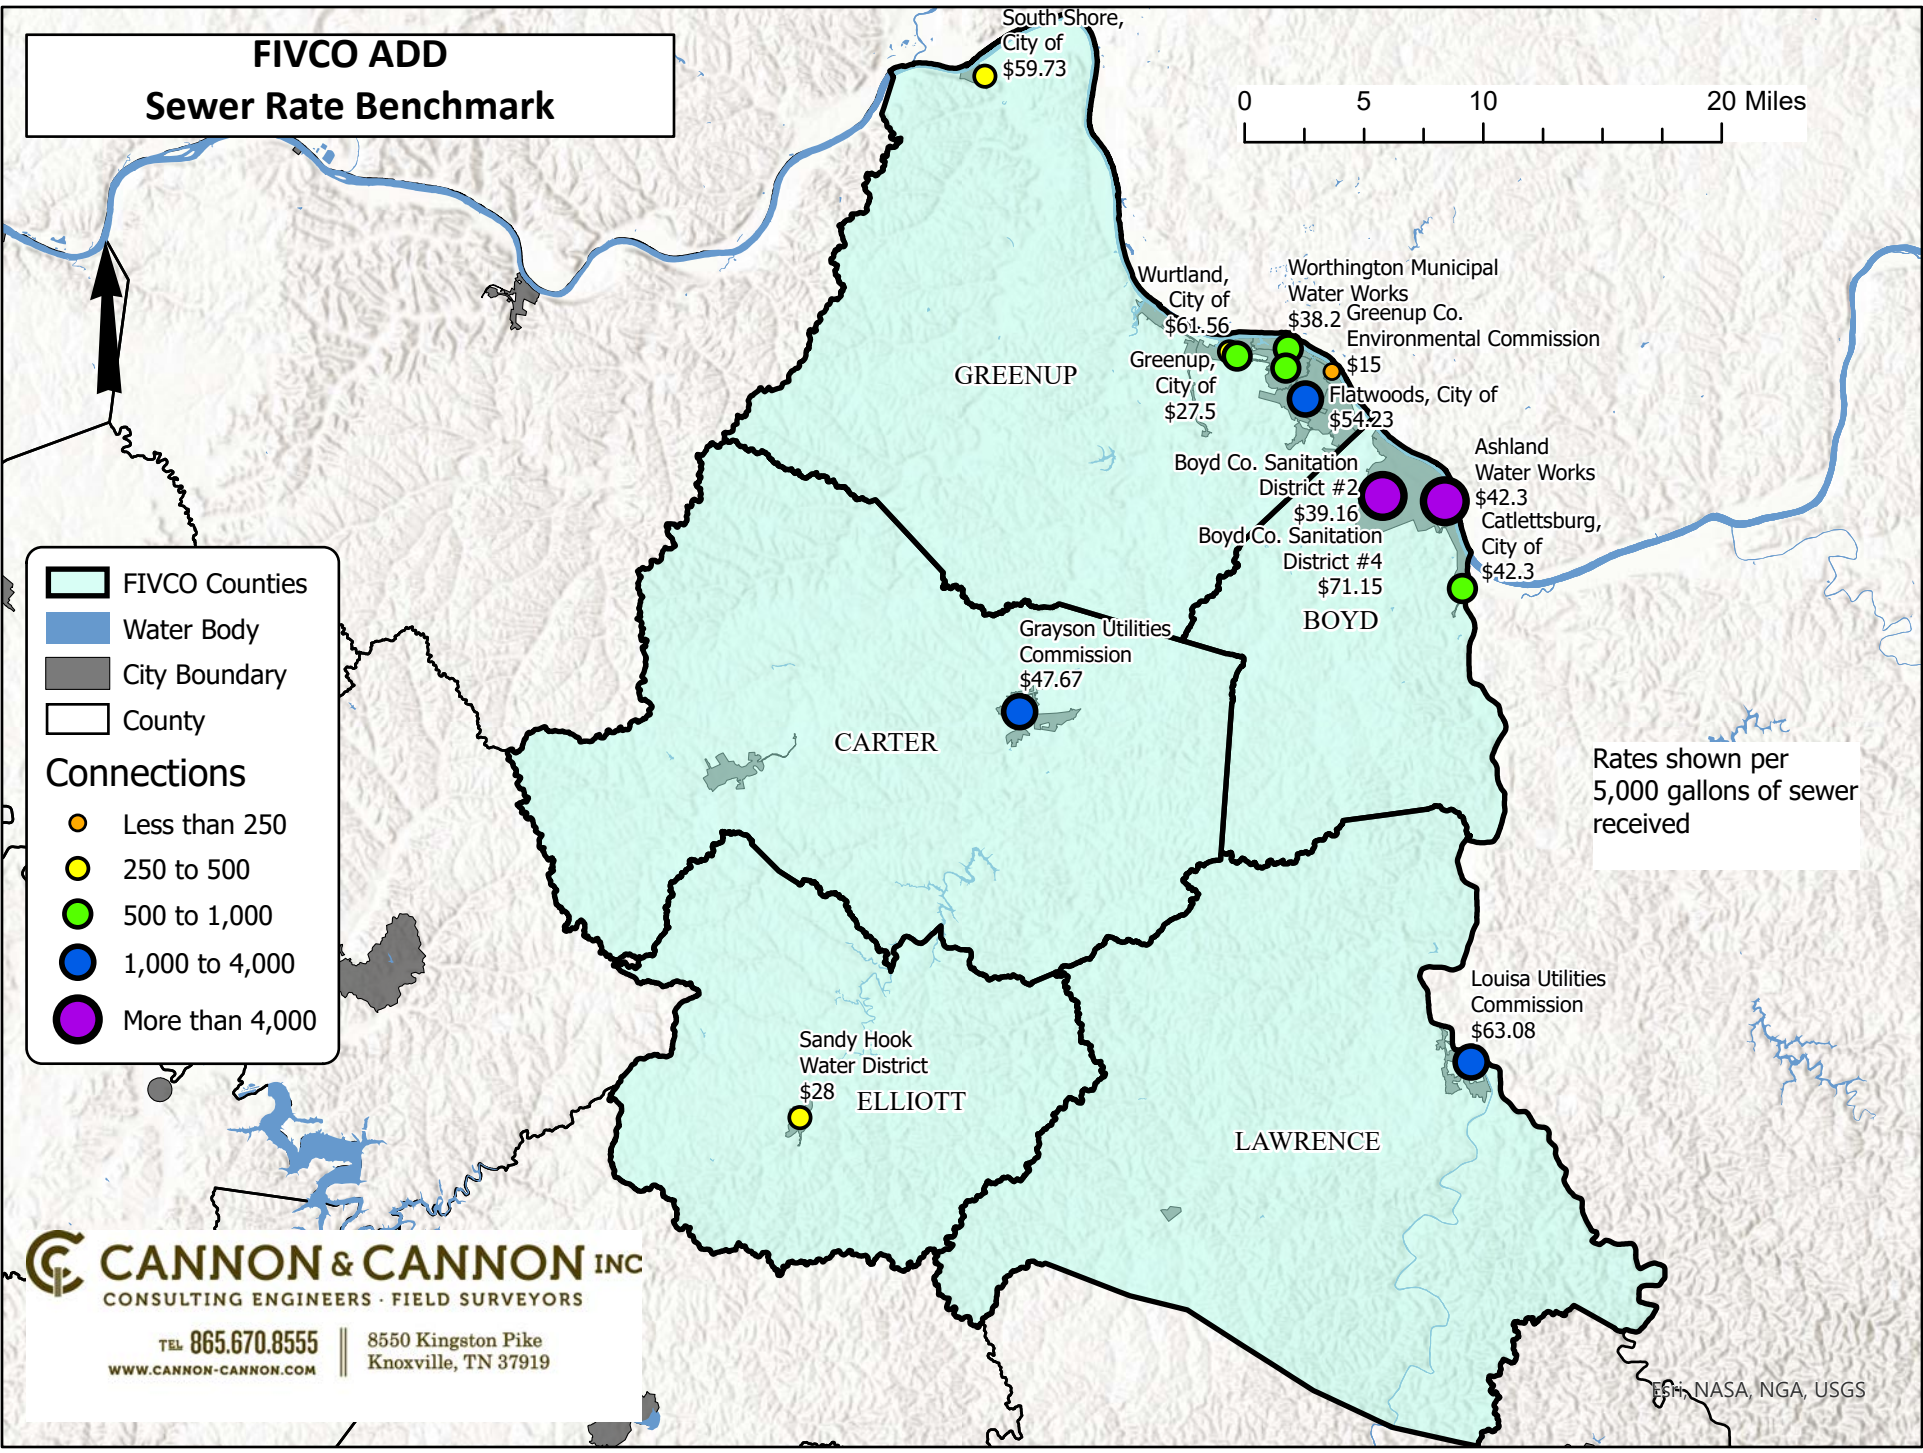 FIVCO ADD
Sewer Rate Benchmark
South Shore,
City of
$59.73
0 5 10 20 Miles
Wurtland,
City of
$61.56
Worthington Municipal
Water Works
$38.2
Greenup Co.
Environmental Commission
$15
Greenup,
City of
$27.5
GREENUP
Flatwoods, City of
$54.23
Ashland
Water Works
$42.3
Boyd Co. Sanitation
District #2
$39.16
Catlettsburg,
City of
$42.3
Boyd Co. Sanitation
District #4
$71.15
BOYD
Grayson Utilities
Commission
$47.67
CARTER
FIVCO Counties
Water Body
City Boundary
County
Connections
Less than 250
250 to 500
500 to 1,000
1,000 to 4,000
More than 4,000
Rates shown per
5,000 gallons of sewer
received
Louisa Utilities
Commission
$63.08
Sandy Hook
Water District
$28
ELLIOTT
LAWRENCE
CANNON & CANNON INC
CONSULTING ENGINEERS · FIELD SURVEYORS
TEL 865.670.8555
WWW.CANNON-CANNON.COM
8550 Kingston Pike
Knoxville, TN 37919
Esri, NASA, NGA, USGS